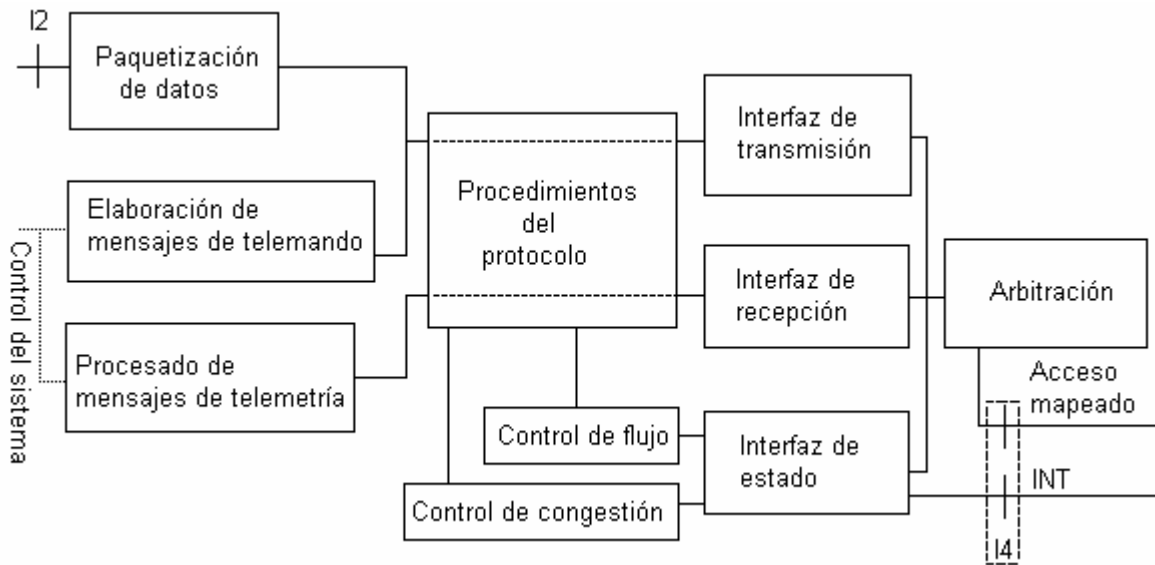 I2
Paquetización
de datos
Elaboración de
mensajes de telemando
Control del sistema
Procesado de
mensajes de telemetría
Procedimientos
del
protocolo
Interfaz de
transmisión
Interfaz de
recepción
Arbitración
Control de flujo
Interfaz de
estado
Control de congestión
Acceso
mapeado
INT
I4